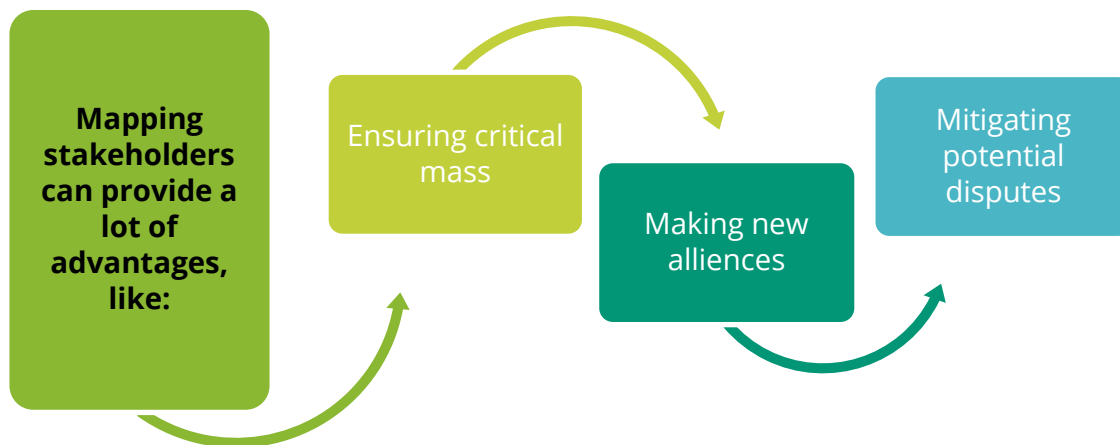 Mapping
stakeholders
can provide a
lot of
advantages,
like:
Ensuring critical
mass
Making new
alliences
Mitigating
potential
disputes